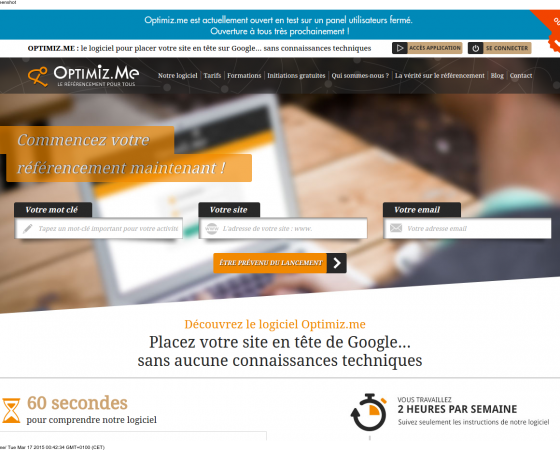 eenshot
Optimiz.me est actuellement ouvert en test sur un panel utilisateurs fermé.
Ouverture à tous très prochainement !
OPTIMIZ.ME : le logiciel pour placer votre site en tête sur Google... sans connaissances techniques
ACCÈS APPLICATION
SE CONNECTER
OPTIMIZ.ME
LE RÉFÉRENCEMENT POUR TOUS
Notre logiciel | Tarifs | Formations | Initiations gratuites | Qui sommes-nous ? | La vérité sur le référencement | Blog | Contact
Commencez votre
référencement maintenant !
Votre mot clé
Votre site
Votre email
Tapez un mot-clé important pour votre activité
L'adresse de votre site : www.
Votre adresse email
ÊTRE PRÉVENU DU LANCEMENT
Découvrez le logiciel Optimiz.me
Placez votre site en tête de Google...
sans aucune connaissances techniques
60 secondes
pour comprendre notre logiciel
VOUS TRAVAILLEZ
2 HEURES PAR SEMAINE
Suivez seulement les instructions de notre logiciel
Tue Mar 17 2015 00:42:34 GMT+0100 (CET)